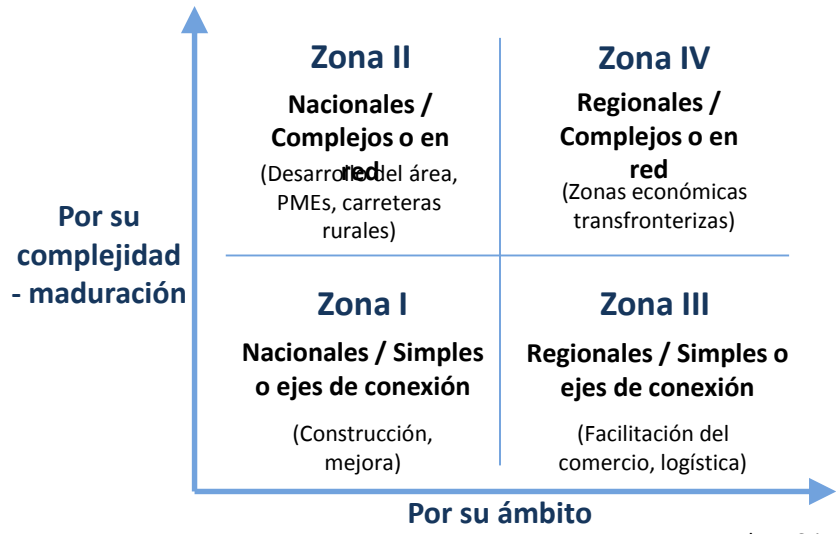 Zona II
Nacionales /
Complejos o en
red
(Desarrollo del área,
PMEs, carreteras
rurales)
Zona IV
Regionales /
Complejos o en
red
(Zonas económicas
transfronterizas)
Por su
complejidad
- maduración
Zona I
Nacionales / Simples
o ejes de conexión
(Construcción,
mejora)
Zona III
Regionales / Simples o
ejes de conexión
(Facilitación del
comercio, logística)
Por su ámbito